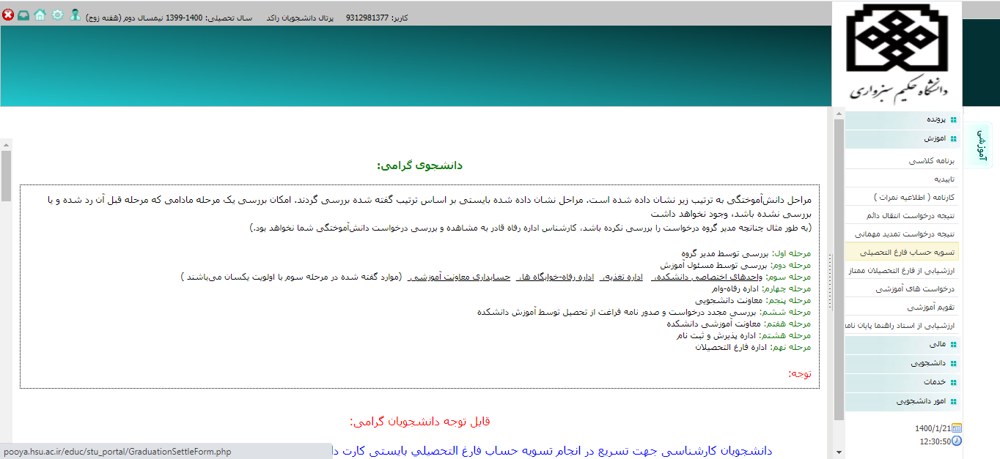 کاربر: 9312981377 پرتال دانشجویان راکد سال تحصیلی: 1400-1399 نیمسال دوم (هفته زوج)
دانشگاه حکیم سبزواری
آموزشی
پرونده
آموزش
برنامه کلاسی
تاییدیه
کارنامه ( اطلاعیه نمرات )
نتیجه درخواست انتقال دائم
نتیجه درخواست تمدید مهمانی
تسویه حساب فارغ التحصیلی
ارزشیابی از فارغ التحصیلان ممتاز
درخواست های آموزشی
تقویم آموزشی
ارزشیابی از استاد راهنما پایان نامه
مالی
دانشجویی
خدمات
امور دانشجویی
1400/1/21
12:30:50
دانشجوی گرامی:
مراحل دانش‌آموختگی به ترتیب زیر نشان داده شده است. مراحل نشان داده شده بایستی بر اساس ترتیب گفته شده بررسی گردند. امکان بررسی یک مرحله مادامی که مرحله قبل آن رد شده و یا
بررسی نشده باشد، وجود نخواهد داشت
(به طور مثال چنانچه مدیر گروه درخواست را بررسی نکرده باشد، کارشناس اداره رفاه قادر به مشاهده و بررسی درخواست دانش‌آموختگی شما نخواهد بود.)
مرحله اول: بررسی توسط مدیر گروه
مرحله دوم: بررسی توسط مسئول آموزش
مرحله سوم: واحدهای اختصاصی دانشکده، اداره تغذیه، اداره رفاه-خوابگاه ها، حسابداری معاونت آموزشی (موارد گفته شده در مرحله سوم با اولویت یکسان می‌باشند )
مرحله چهارم: اداره رفاه-وام
مرحله پنجم: معاونت دانشجویی
مرحله ششم: بررسی مجدد درخواست و صدور نامه فراغت از تحصیل توسط آموزش دانشکده
مرحله هفتم: معاونت آموزشی دانشکده
مرحله هشتم: اداره پذیرش و ثبت نام
مرحله نهم: اداره فارغ التحصیلان
توجه:
قابل توجه دانشجویان گرامی:
دانشجویان کارشناسی جهت تسریع در انجام تسویه حساب فارغ التحصیلي بایستی کارت دا
pooya.hsu.ac.ir/educ/stu_portal/GraduationSettleForm.php